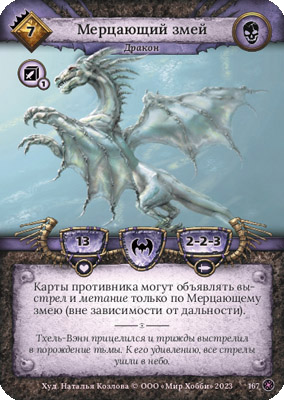 7
Мерцающий змей
Дракон
1
13
2-2-3
Карты противника могут объявлять вы-
стрел и метание только по Мерцающему
змею (вне зависимости от дальности).
Тхель-Вэнн прицелился и трижды выстрелил
в порождение тьмы. К его удивлению, все стрелы
ушли в небо.
Худ. Наталья Козлова © ООО «Мир Хобби» 2023
167